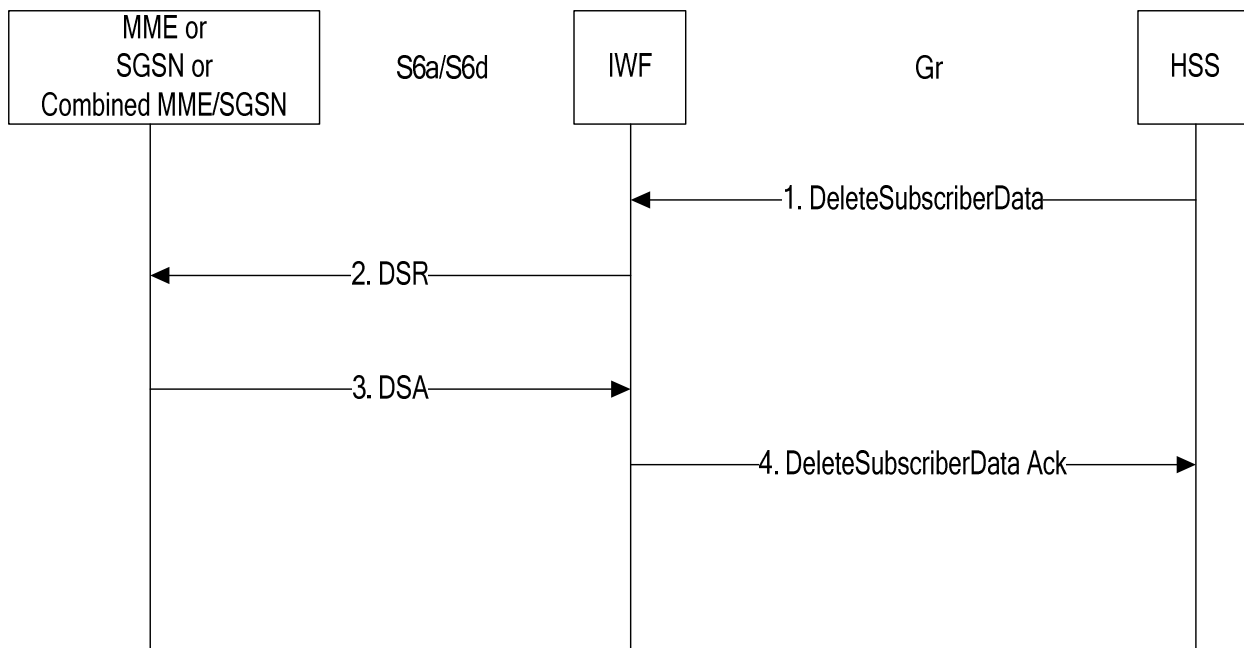 MME or
SGSN or
Combined MME/SGSN
S6a/S6d
IWF
Gr
HSS
1. DeleteSubscriberData
2. DSR
3. DSA
4. DeleteSubscriberData Ack